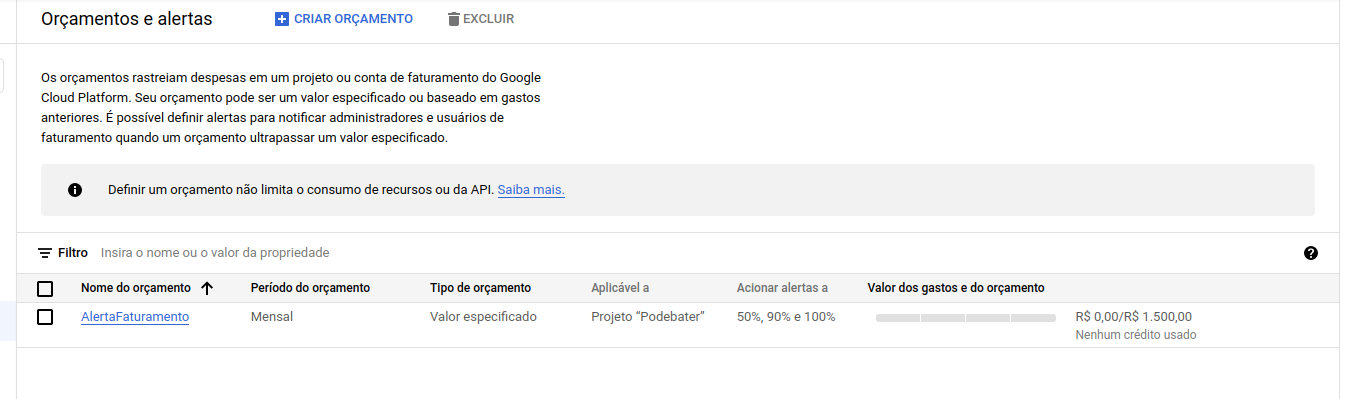 Orçamentos e alertas
CRIAR ORÇAMENTO
EXCLUIR
Os orçamentos rastreiam despesas em um projeto ou conta de faturamento do Google
Cloud Platform. Seu orçamento pode ser um valor especificado ou baseado em gastos
anteriores. É possível definir alertas para notificar administradores e usuários de
faturamento quando um orçamento ultrapassar um valor especificado.
Definir um orçamento não limita o consumo de recursos ou da API. Saiba mais.
Filtro Insira o nome ou o valor da propriedade
Nome do orçamento Período do orçamento Tipo de orçamento Aplicável a Acionar alertas a Valor dos gastos e do orçamento
AlertaFaturamento Mensal Valor especificado Projeto “Podebater” 50%, 90% e 100% R$ 0,00/R$ 1.500,00
Nenhum crédito usado